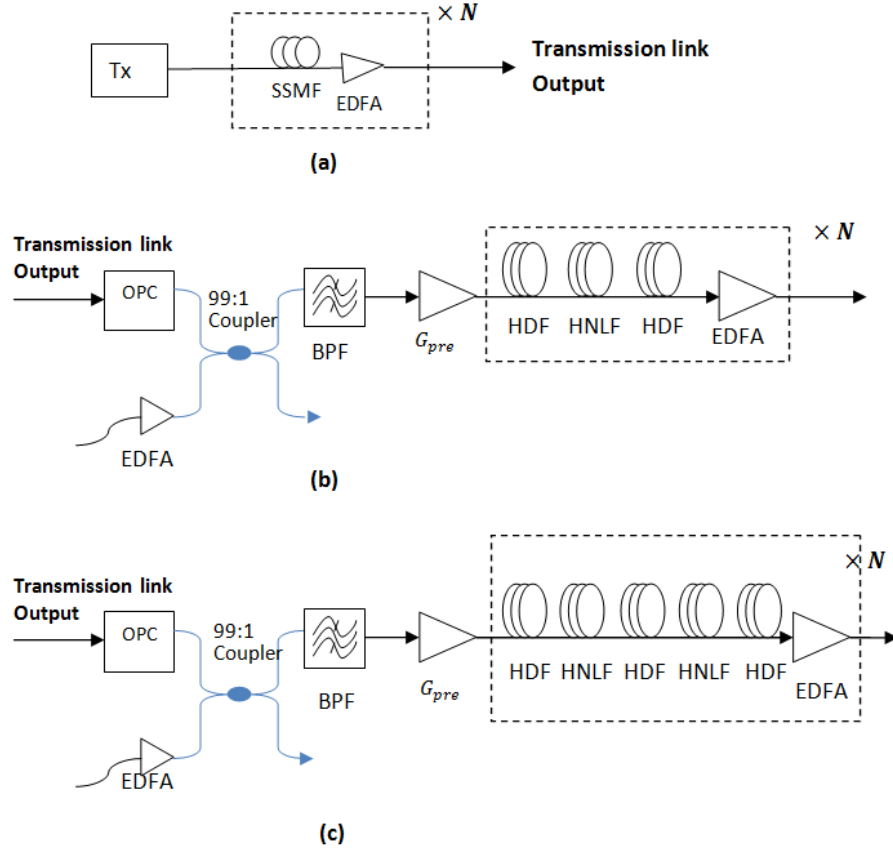 × N
Tx
SSMF
EDFA
Transmission link
Output
(a)
× N
Transmission link
Output
OPC
99:1
Coupler
BPF
G_pre
HDF
HNLF
HDF
EDFA
EDFA
(b)
× N
Transmission link
Output
OPC
99:1
Coupler
BPF
G_pre
HDF
HNLF
HDF
HNLF
HDF
EDFA
EDFA
(c)